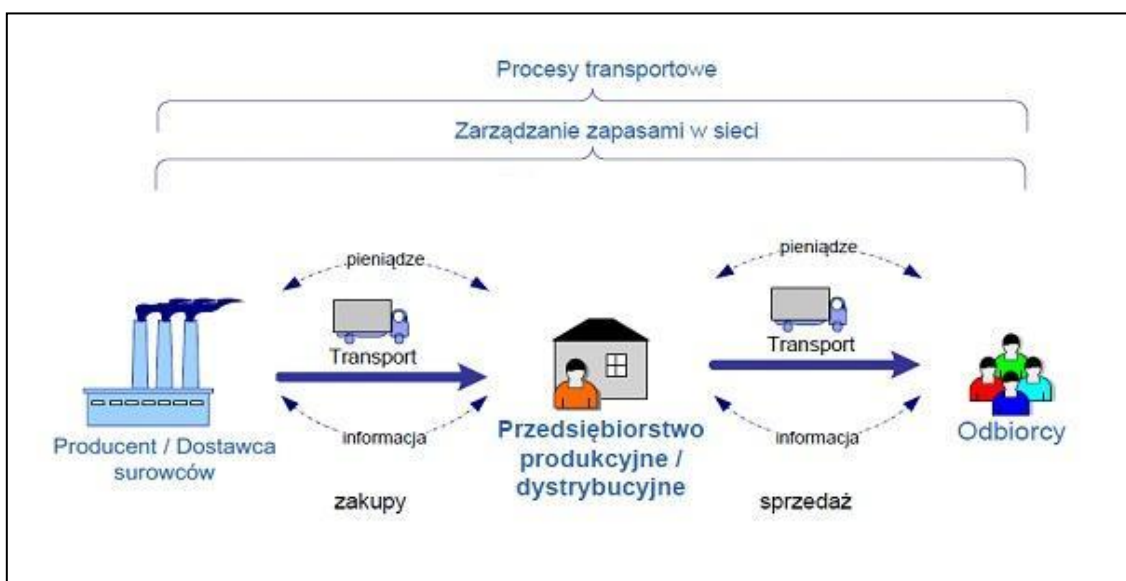 Procesy transportowe
Zarządzanie zapasami w sieci
pieniądze
pieniądze
Transport
Transport
informacja
informacja
Producent / Dostawca
surowców
Przedsiębiorstwo
produkcyjne /
dystrybucyjne
Odbiorcy
zakupy
sprzedaż